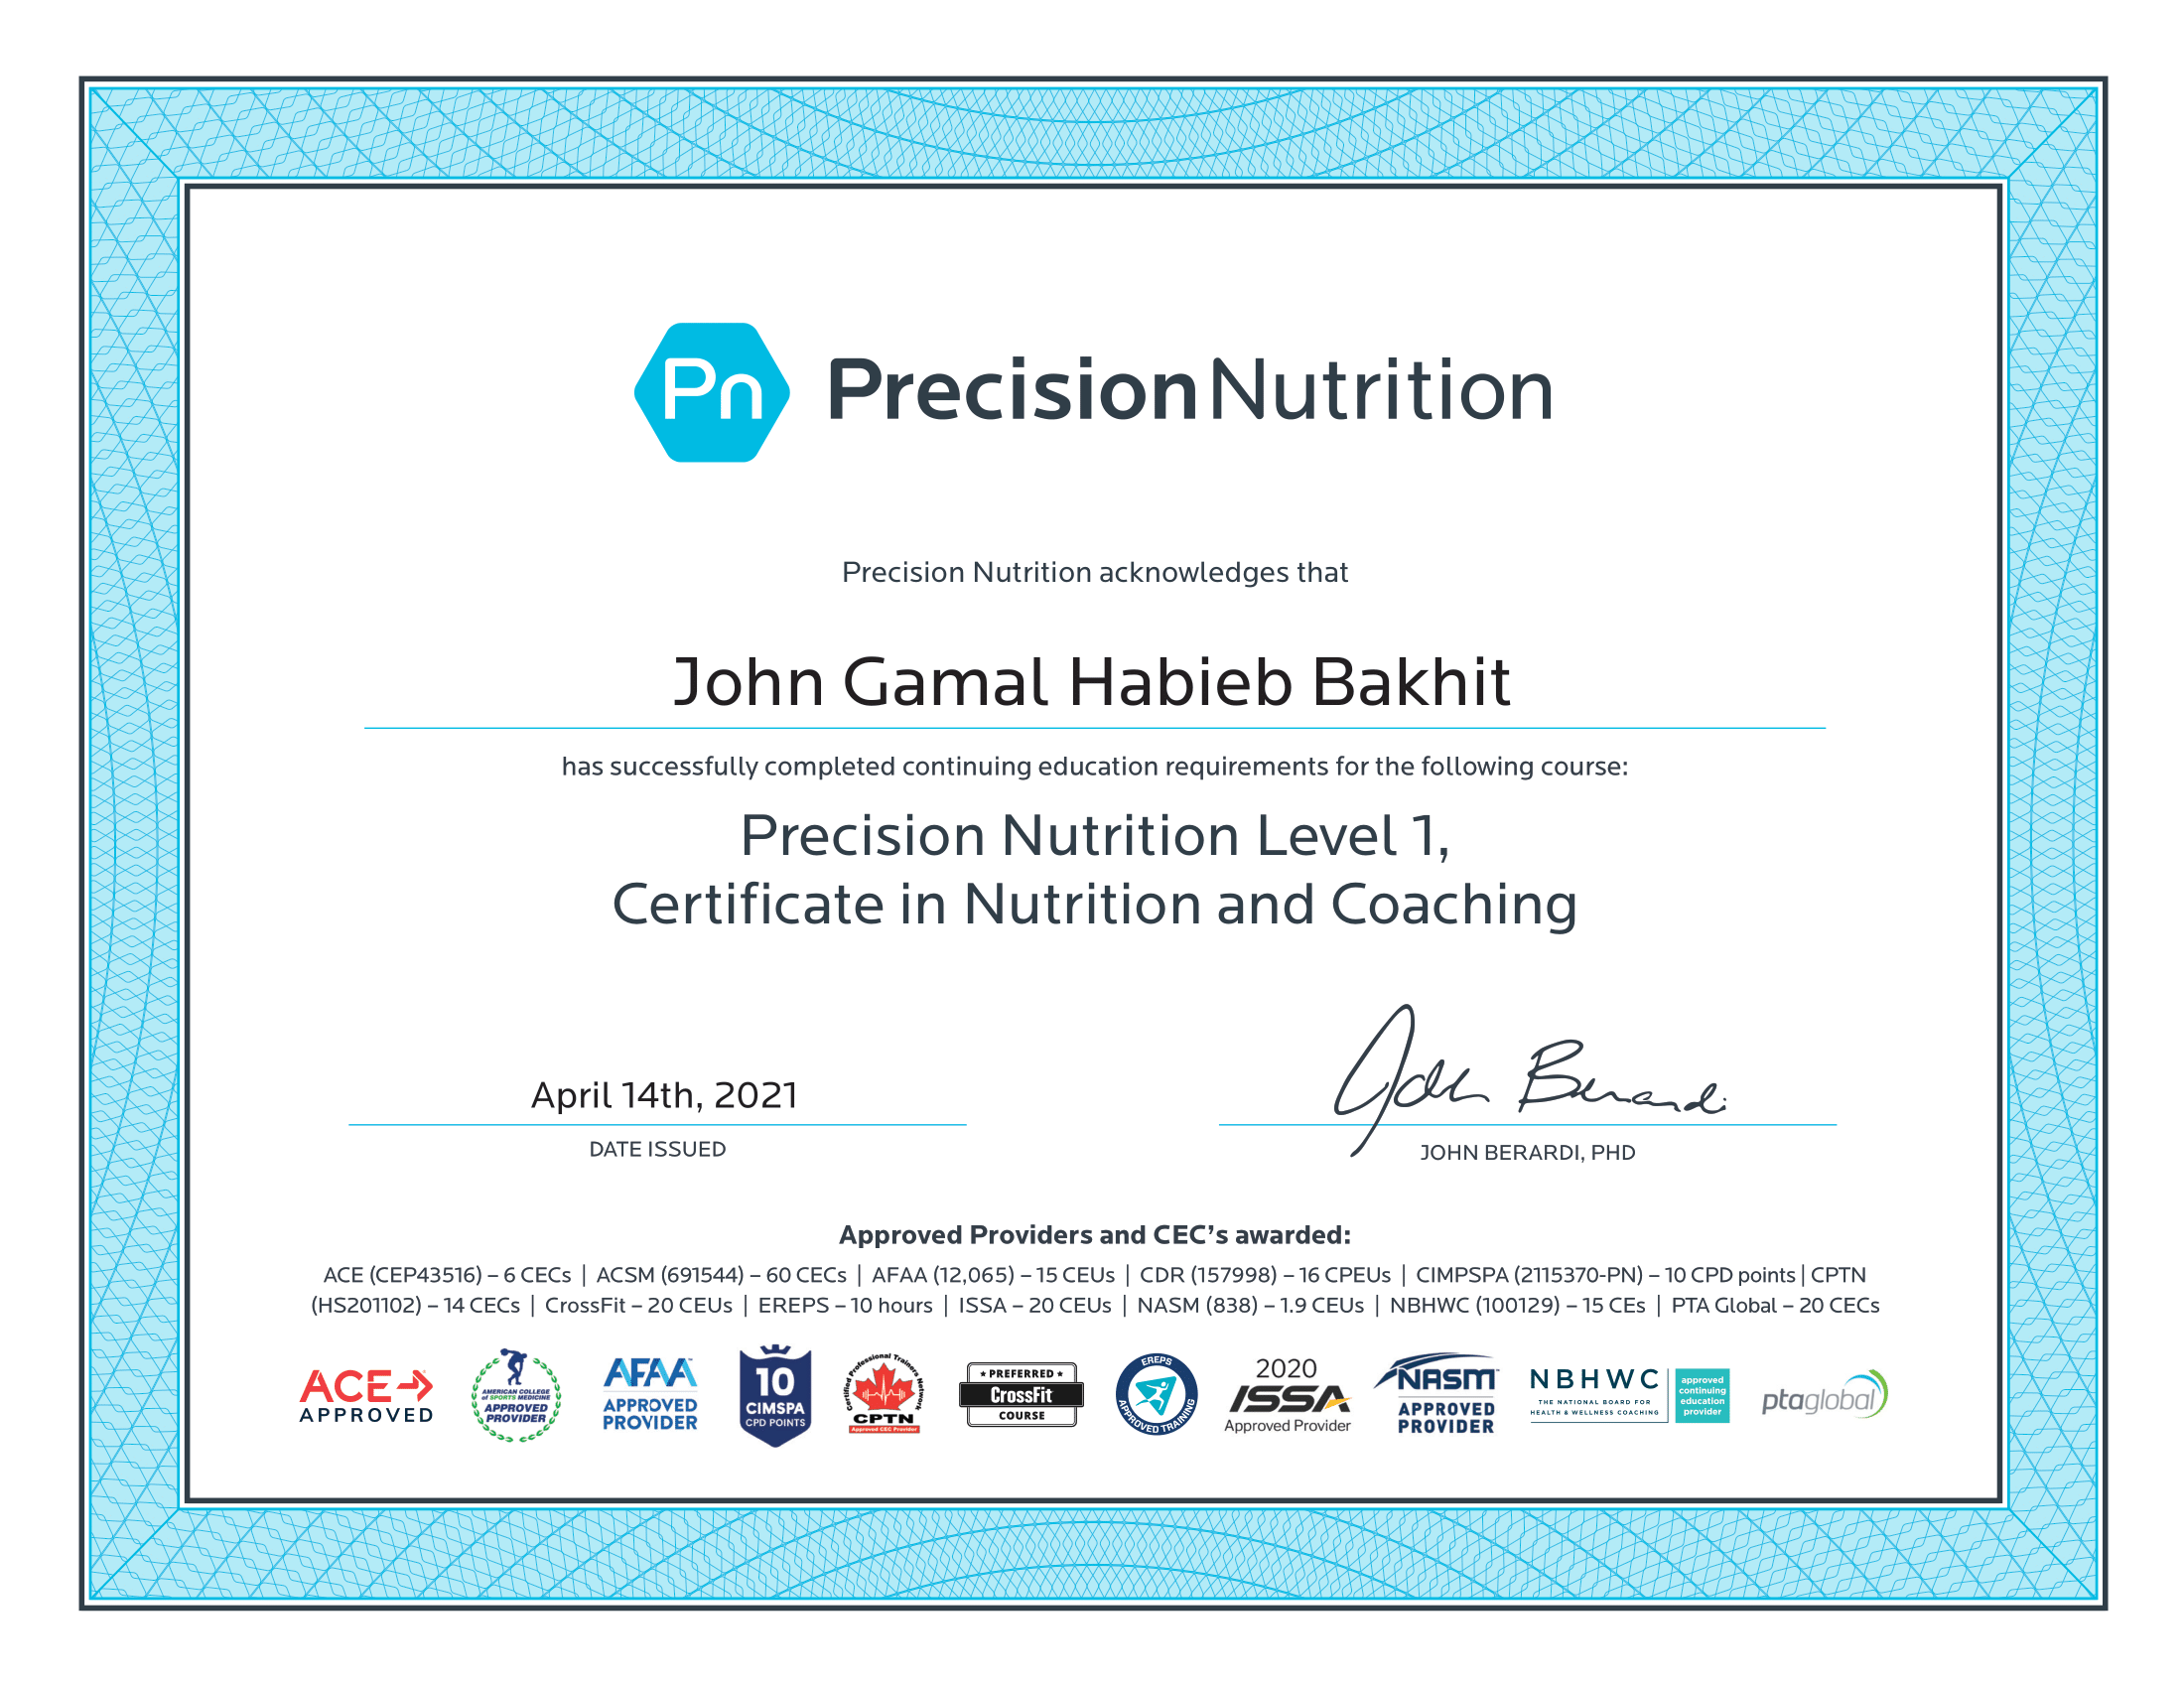 Pn PrecisionNutrition
Precision Nutrition acknowledges that
John Gamal Habieb Bakhit
has successfully completed continuing education requirements for the following course:
Precision Nutrition Level 1,
Certificate in Nutrition and Coaching
April 14th, 2021
DATE ISSUED
John Berardi
JOHN BERARDI, PHD
Approved Providers and CEC's awarded:
ACE (CEP43516) – 6 CECs | ACSM (691544) – 60 CECs | AFAA (12,065) – 15 CEUs | CDR (157998) – 16 CPEUs | CIMPSPA (2115370-PN) – 10 CPD points | CPTN
(HS201102) – 14 CECs | CrossFit – 20 CEUs | EREPS – 10 hours | ISSA – 20 CEUs | NASM (838) – 1.9 CEUs | NBHWC (100129) – 15 CEs | PTA Global – 20 CECs
ACE
APPROVED
AMERICAN COLLEGE
of SPORTS MEDICINE
APPROVED
PROVIDER
AFAA™
APPROVED
PROVIDER
10
CIMSPA
CPD POINTS
Certified Professional Trainers Network
CPTN
Approved CEC Provider
PREFERRED
CrossFit
COURSE
EREPS
APPROVED TRAINING
2020
ISSA
Approved Provider
NASM
APPROVED
PROVIDER
NBHWC
THE NATIONAL BOARD FOR
HEALTH & WELLNESS COACHING
approved
continuing
education
provider
ptaglobal